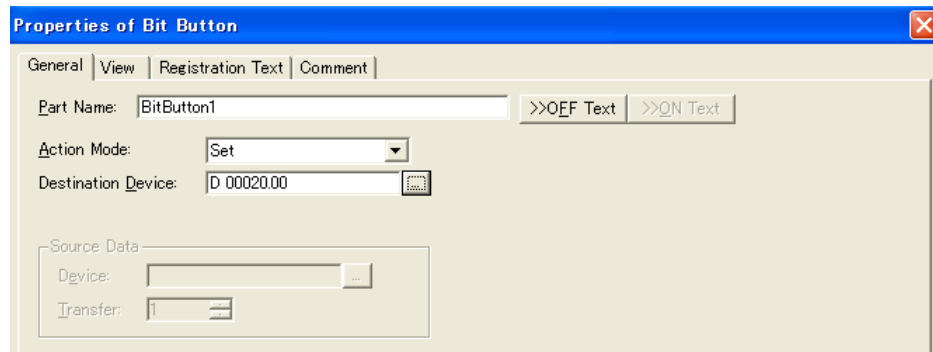 Properties of Bit Button
General View Registration Text Comment
Part Name: BitButton1 >>OFF Text >>ON Text
Action Mode: Set
Destination Device: D 00020.00 ...
Source Data
Device: ...
Transfer: 1